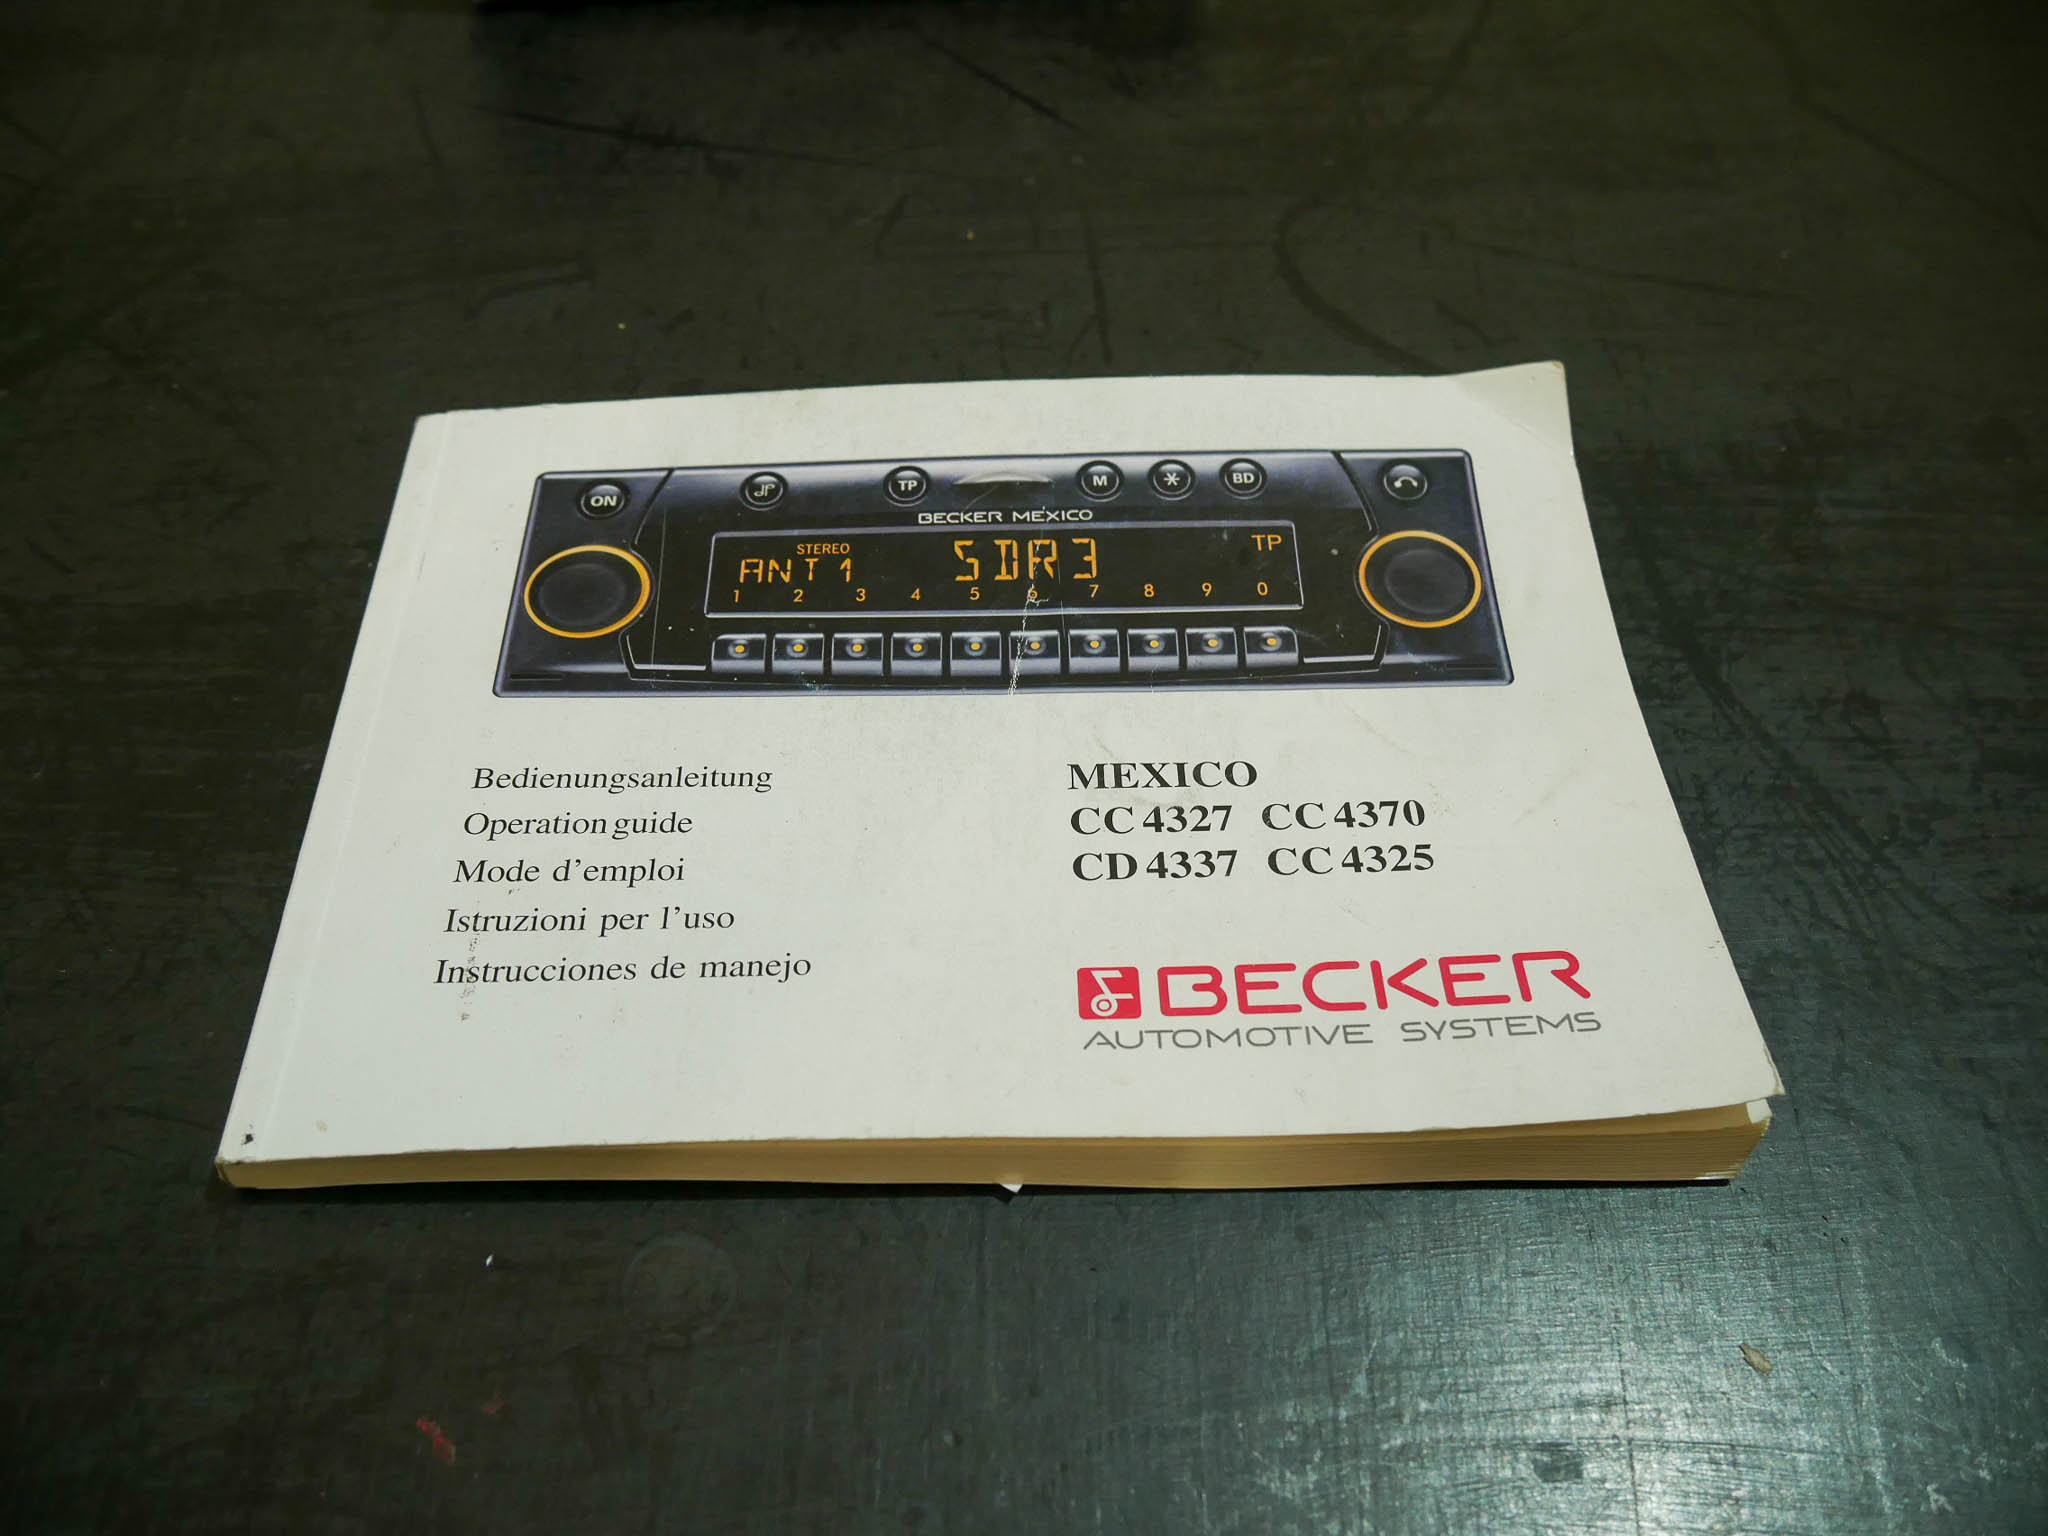 ON TP M BD
BECKER MEXICO
STEREO
ANT1 SDR3 TP
1 2 3 4 5 6 7 8 9 0
Bedienungsanleitung
Operation guide
Mode d'emploi
Istruzioni per l'uso
Instrucciones de manejo
MEXICO
CC 4327 CC 4370
CD 4337 CC 4325
BECKER
AUTOMOTIVE SYSTEMS